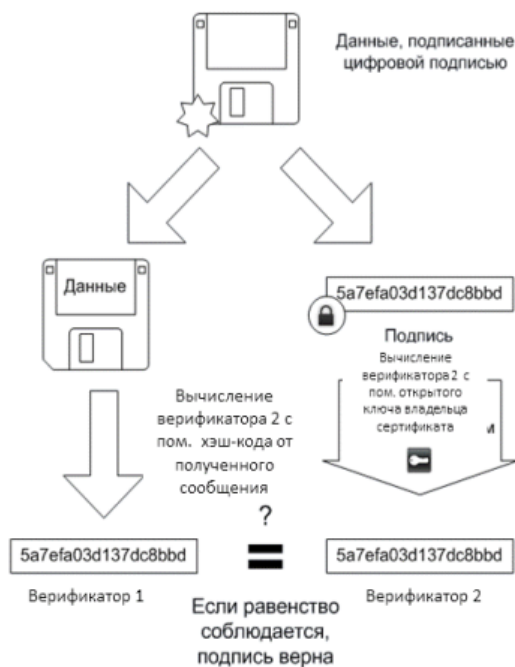 Данные, подписанные
цифровой подписью
Данные
5a7efa03d137dc8bbd
Подпись
Вычисление
верификатора 2 с
пом. открытого
ключа владельца
сертификата
и
Вычисление
верификатора 2 с
пом. хэш-кода от
полученного
сообщения
?
=
5a7efa03d137dc8bbd
5a7efa03d137dc8bbd
Верификатор 1
Верификатор 2
Если равенство
соблюдается,
подпись верна